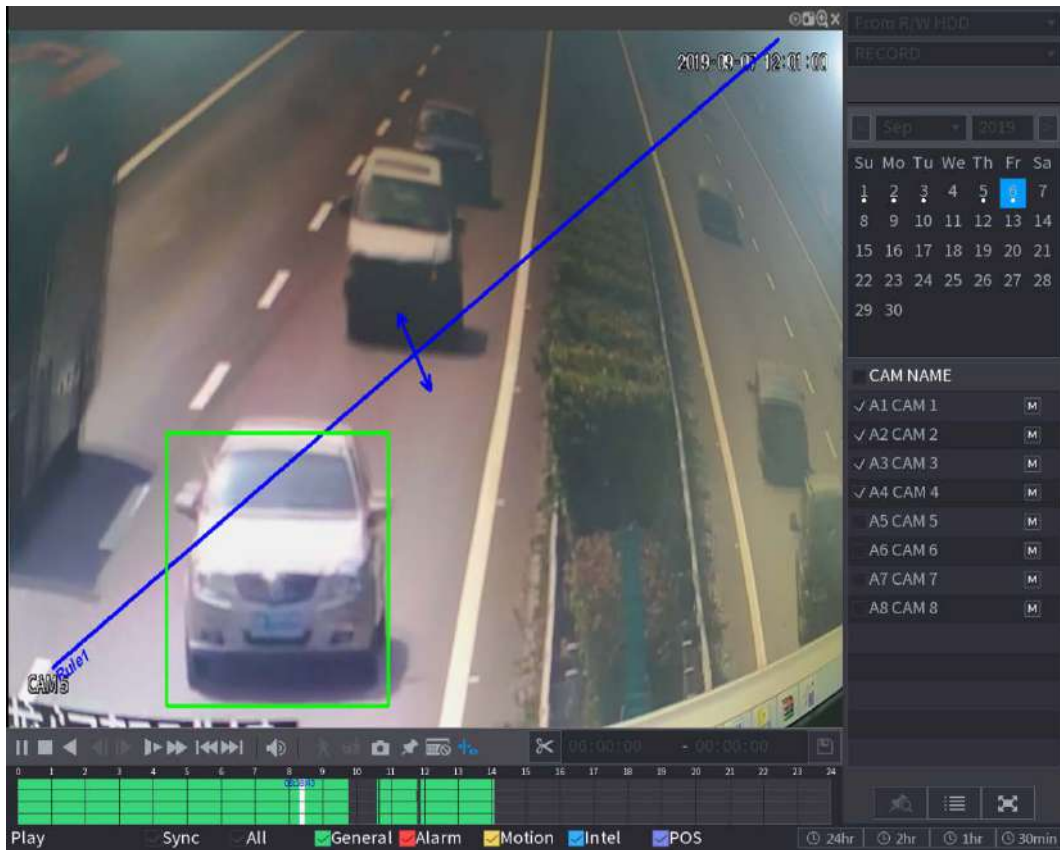 From R/W HDD
2019-09-07 12:01:00
RECORD
Sep 2019
Su Mo Tu We Th Fr Sa
1 2 3 4 5 6 7
8 9 10 11 12 13 14
15 16 17 18 19 20 21
22 23 24 25 26 27 28
29 30
CAM NAME
A1 CAM 1 M
A2 CAM 2 M
A3 CAM 3 M
A4 CAM 4 M
A5 CAM 5 M
A6 CAM 6 M
A7 CAM 7 M
A8 CAM 8 M
Rule1
CAM 5
00:00:00 - 00:00:00
0 1 2 3 4 5 6 7 8 9 10 11 12 13 14 15 16 17 18 19 20 21 22 23 24
Play Sync All General Alarm Motion Intel POS 24hr 2hr 1hr 30min